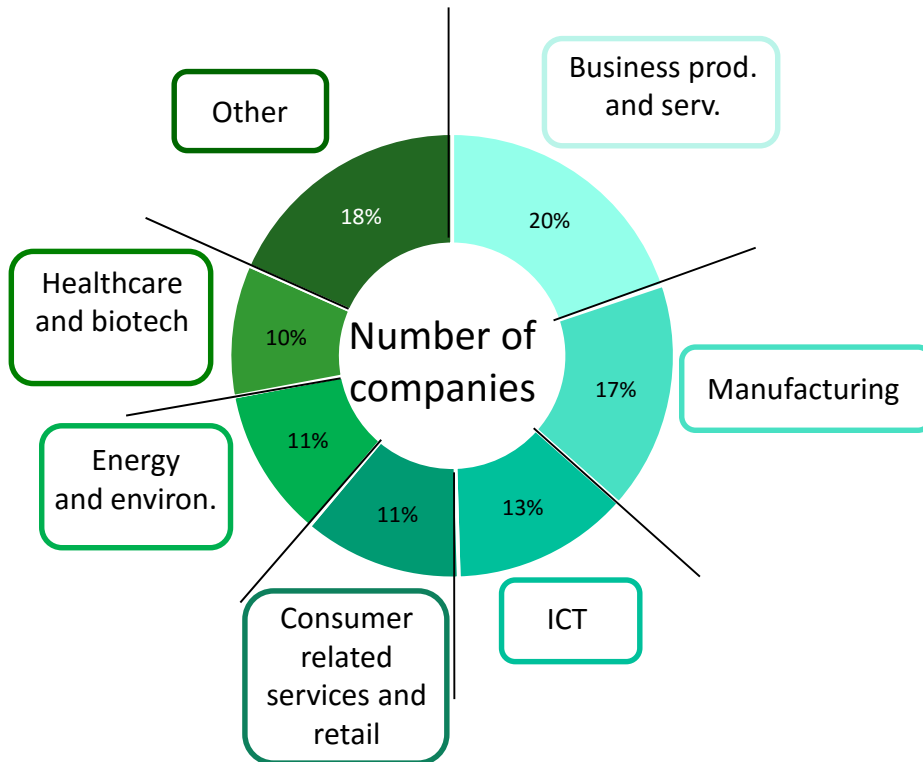 Business prod.
and serv.
Other
18%
20%
Healthcare
and biotech
10%
Number of
companies
17%
Manufacturing
Energy
and environ.
11%
11%
13%
Consumer
related
services and
retail
ICT